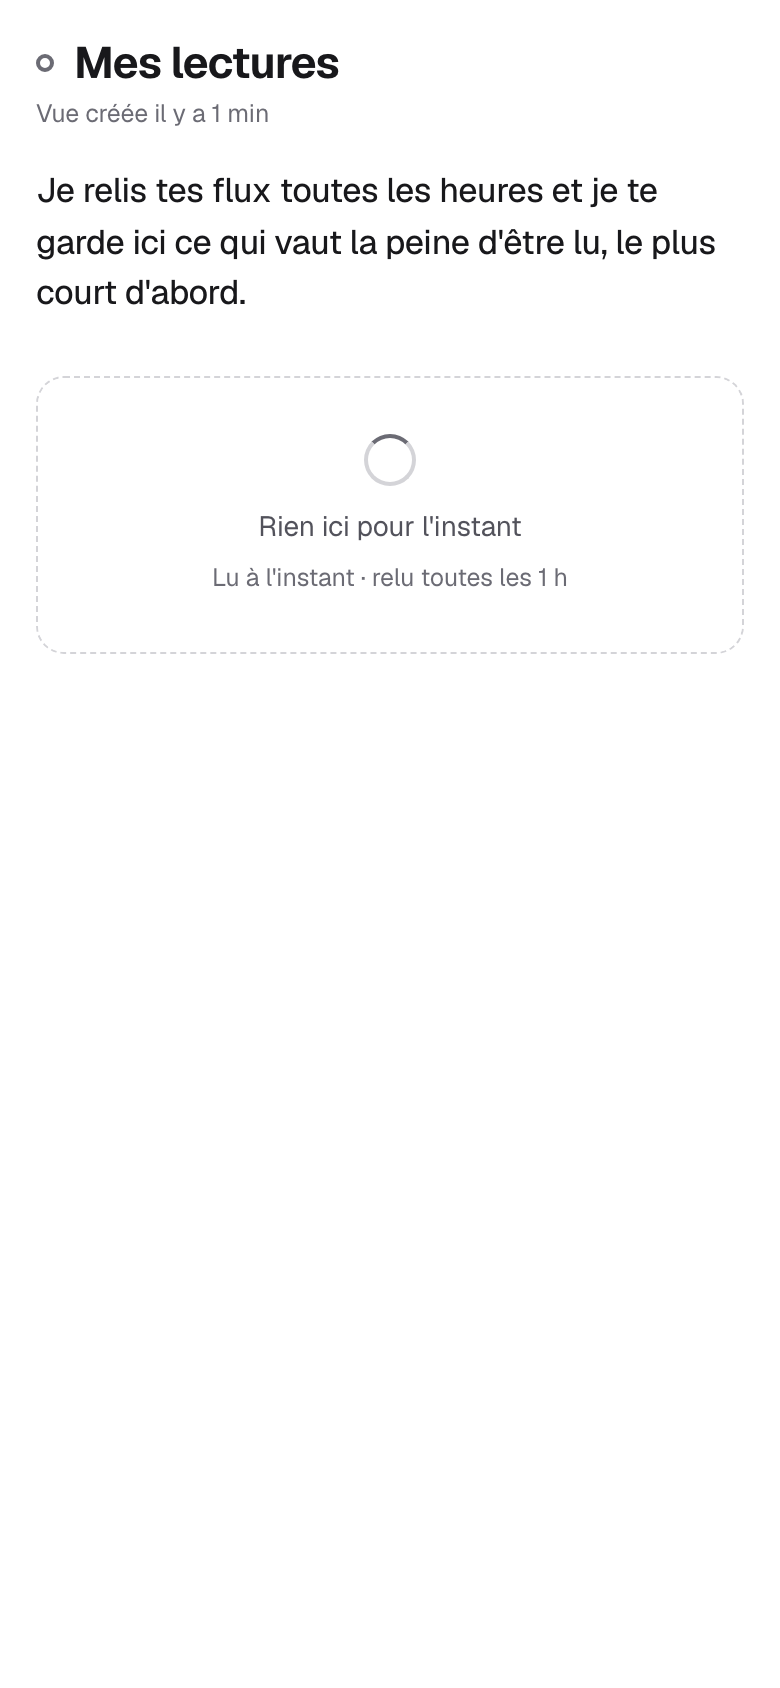 Mes lectures
Vue créée il y a 1 min
Je relis tes flux toutes les heures et je te
garde ici ce qui vaut la peine d'être lu, le plus
court d'abord.
Rien ici pour l'instant
Lu à l'instant · relu toutes les 1 h